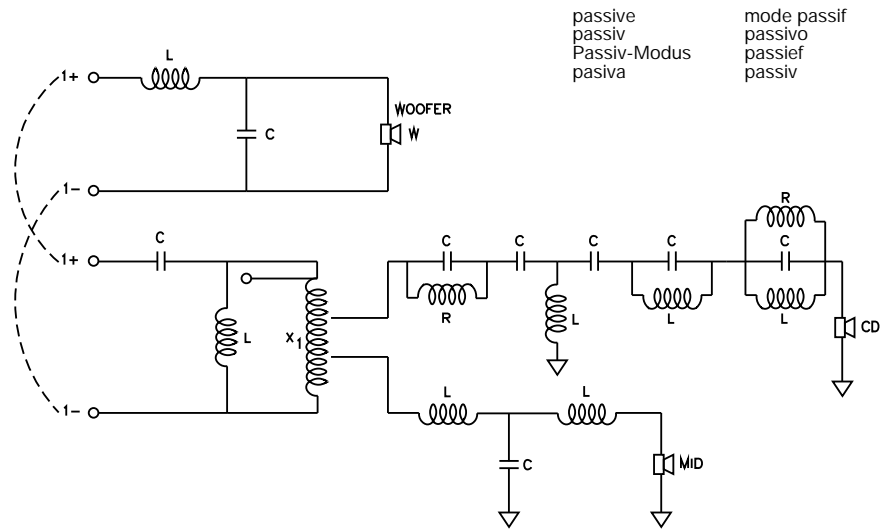 passive
passiv
Passiv-Modus
pasiva
mode passif
passivo
passief
passiv
1+
L
C
WOOFER
W
1-
1+
C
L
X1
1-
C
R
C
L
C
C
L
R
C
L
CD
L
L
C
MiD